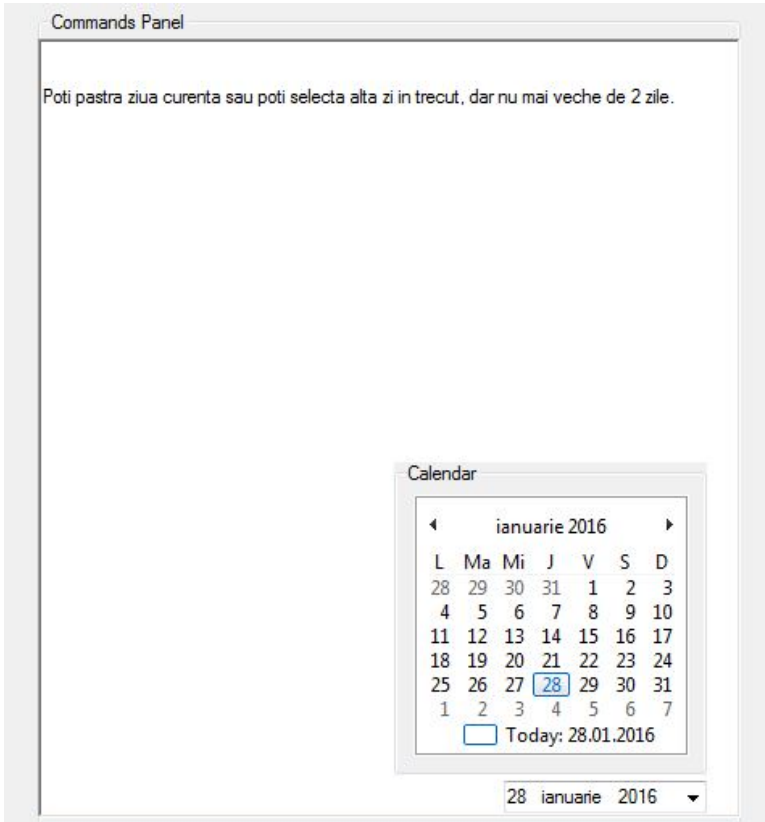 Commands Panel
Poti pastra ziua curenta sau poti selecta alta zi in trecut, dar nu mai veche de 2 zile.
Calendar
ianuarie 2016
L Ma Mi J V S D
28 29 30 31 1 2 3
4 5 6 7 8 9 10
11 12 13 14 15 16 17
18 19 20 21 22 23 24
25 26 27 28 29 30 31
1 2 3 4 5 6 7
Today: 28.01.2016
28 ianuarie 2016